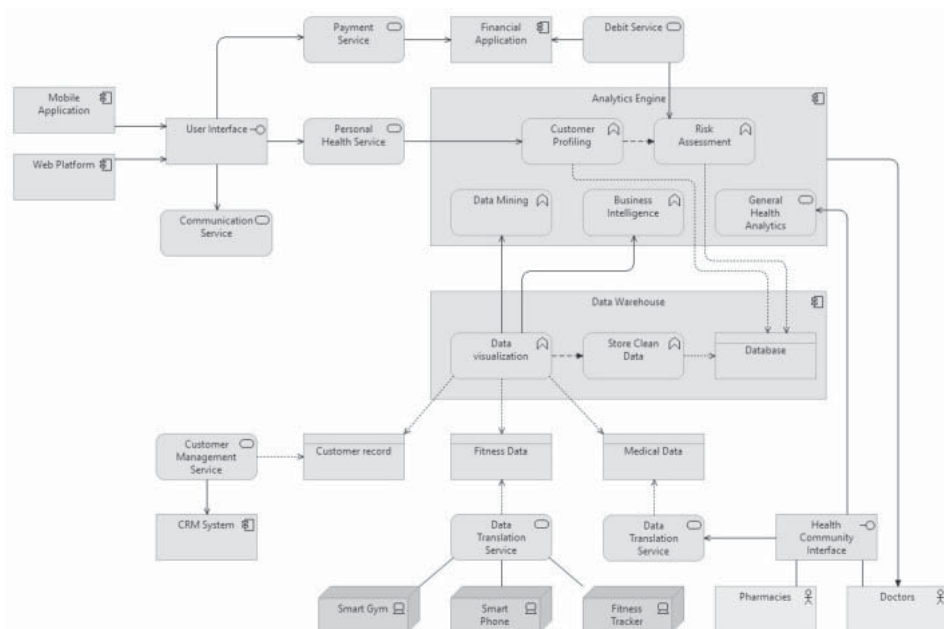 Payment
Service
Financial
Application
Debit Service
Mobile
Application
Analytics Engine
User Interface
Personal
Health Service
Customer
Profiling
Risk
Assessment
Web Platform
Communication
Service
Data Mining
Business
Intelligence
General
Health
Analytics
Data Warehouse
Data
visualization
Store Clean
Data
Database
Customer
Management
Service
Customer record
Fitness Data
Medical Data
CRM System
Data
Translation
Service
Data
Translation
Service
Health
Community
Interface
Smart Gym
Smart
Phone
Fitness
Tracker
Pharmacies
Doctors